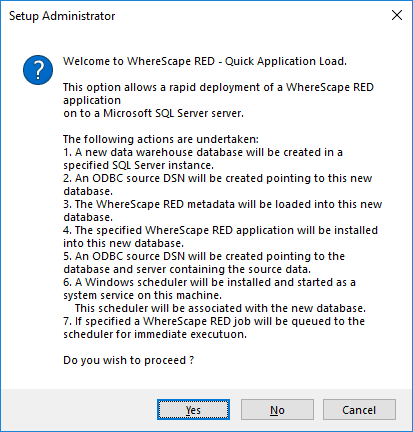 Setup Administrator
Welcome to WhereScape RED - Quick Application Load.
This option allows a rapid deployment of a WhereScape RED
application
on to a Microsoft SQL Server server.
The following actions are undertaken:
1. A new data warehouse database will be created in a
specified SQL Server instance.
2. An ODBC source DSN will be created pointing to this new
database.
3. The WhereScape RED metadata will be loaded into this new
database.
4. The specified WhereScape RED application will be installed
into this new database.
5. An ODBC source DSN will be created pointing to the
database and server containing the source data.
6. A Windows scheduler will be installed and started as a
system service on this machine.
This scheduler will be associated with the new database.
7. If specified a WhereScape RED job will be queued to the
scheduler for immediate executuon.
Do you wish to proceed ?
Yes No Cancel